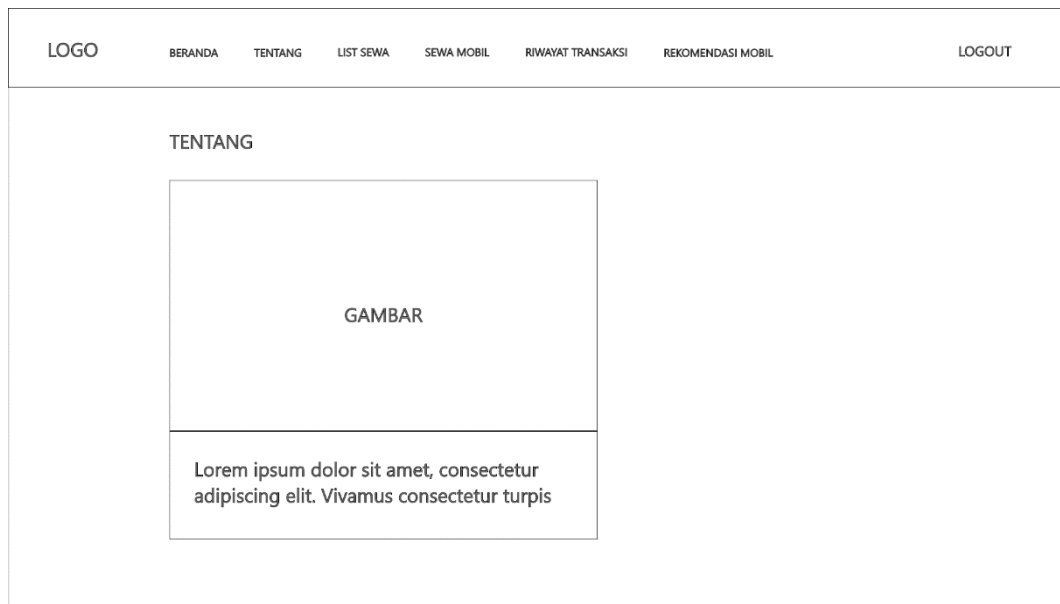 LOGO BERANDA TENTANG LIST SEWA SEWA MOBIL RIWAYAT TRANSAKSI REKOMENDASI MOBIL LOGOUT
TENTANG
GAMBAR
Lorem ipsum dolor sit amet, consectetur
adipiscing elit. Vivamus consectetur turpis